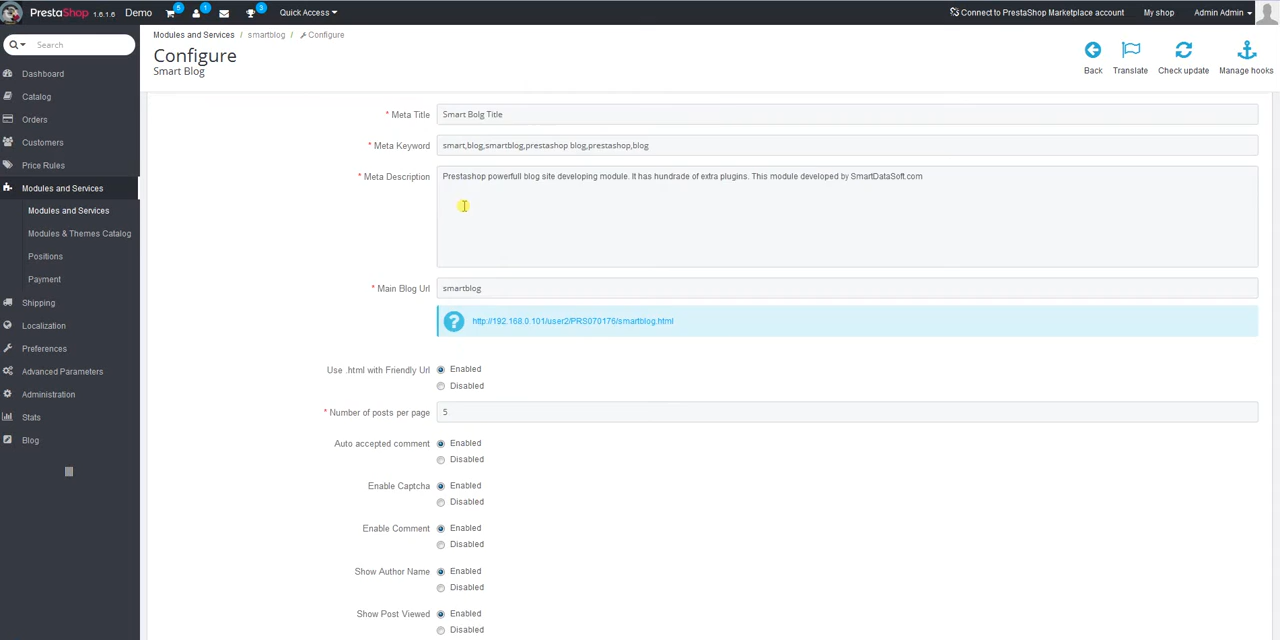 PrestaShop 1.6.1.6 Demo 5 1 3 Quick Access Connect to PrestaShop Marketplace account My shop Admin Admin
Search
Modules and Services / smartblog / Configure
Configure
Smart Blog
Back Translate Check update Manage hooks
Dashboard
Catalog
Orders
Customers
Price Rules
Modules and Services
Modules and Services
Modules & Themes Catalog
Positions
Payment
Shipping
Localization
Preferences
Advanced Parameters
Administration
Stats
Blog
* Meta Title Smart Bolg Title
* Meta Keyword smart,blog,smartblog,prestashop blog,prestashop,blog
* Meta Description Prestashop powerfull blog site developing module. It has hundrade of extra plugins. This module developed by SmartDataSoft.com
* Main Blog Url smartblog
? http://192.168.0.101/user2/PRS070176/smartblog.html
Use .html with Friendly Url Enabled
Disabled
* Number of posts per page 5
Auto accepted comment Enabled
Disabled
Enable Captcha Enabled
Disabled
Enable Comment Enabled
Disabled
Show Author Name Enabled
Disabled
Show Post Viewed Enabled
Disabled